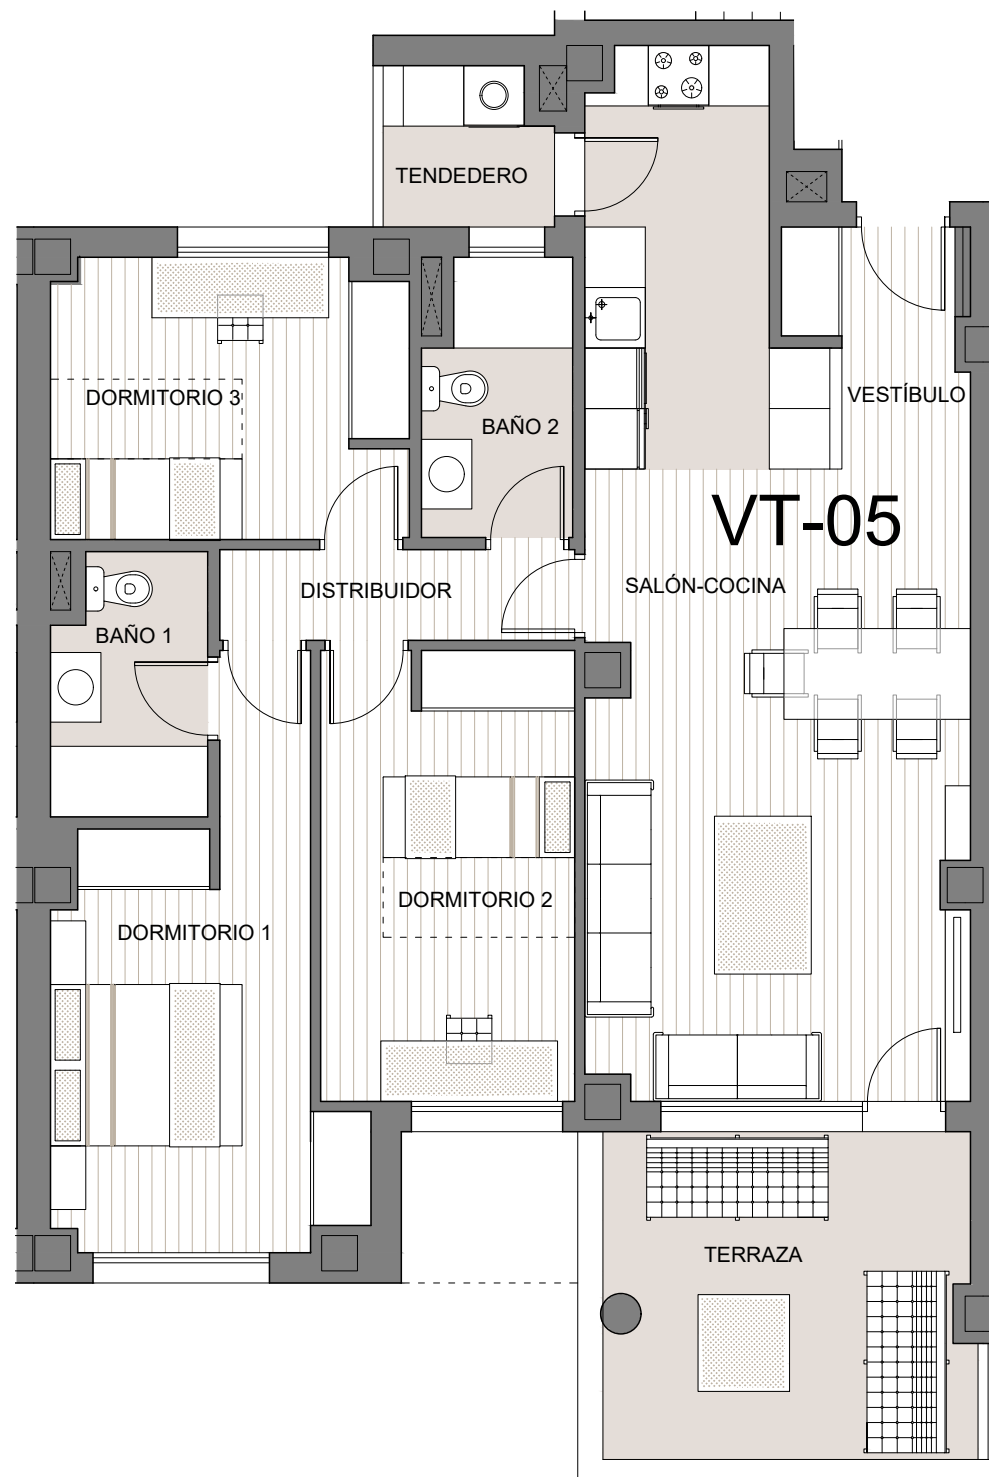 TENDEDERO
DORMITORIO 3
BAÑO 2
VESTÍBULO
VT-05
DISTRIBUIDOR
SALÓN-COCINA
BAÑO 1
DORMITORIO 2
DORMITORIO 1
TERRAZA